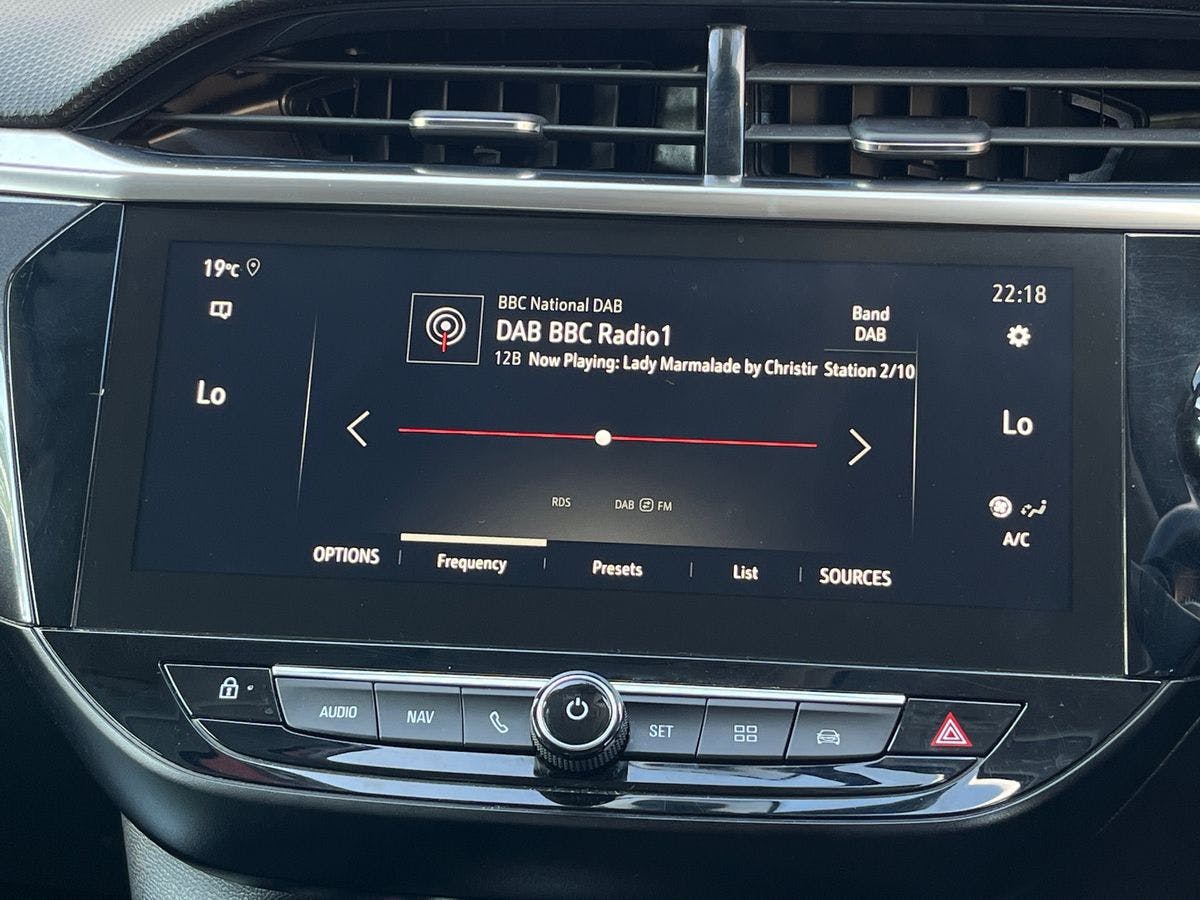 19°C
22:18
BBC National DAB
DAB BBC Radio1
12B Now Playing: Lady Marmalade by Christir Station 2/10
Band
DAB
Lo
Lo
RDS DAB FM
A/C
OPTIONS Frequency Presets List SOURCES
AUDIO NAV SET